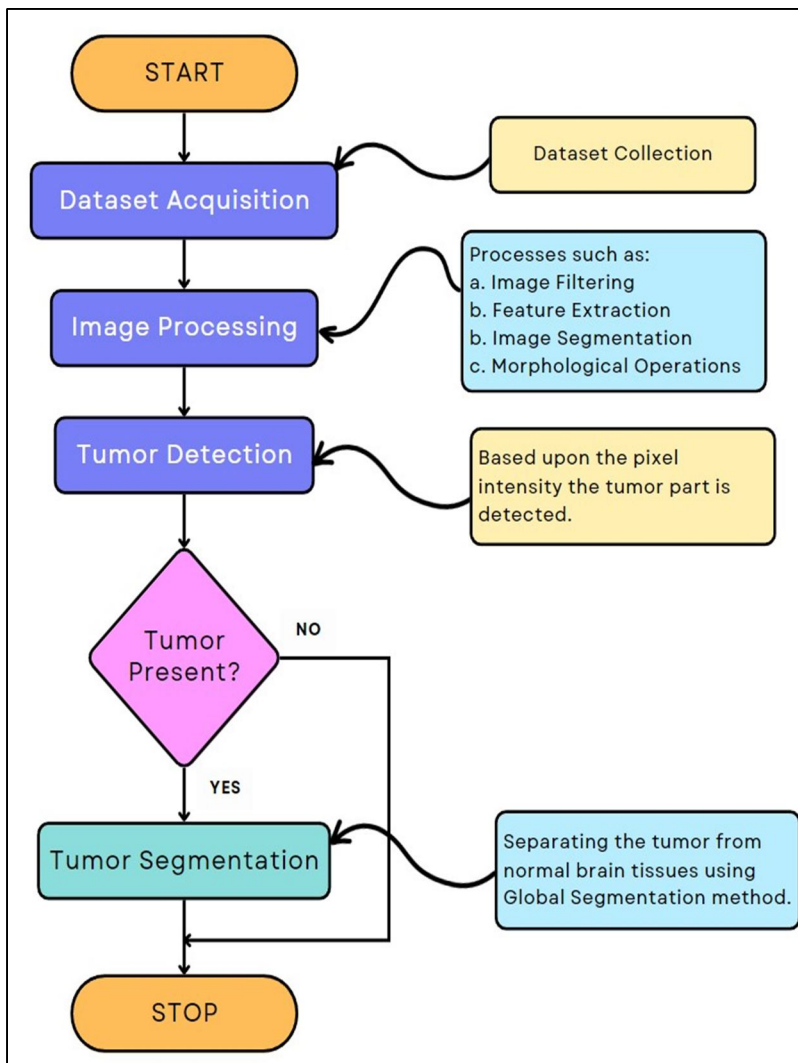 START
Dataset Acquisition
Dataset Collection
Image Processing
Processes such as:
a. Image Filtering
b. Feature Extraction
b. Image Segmentation
c. Morphological Operations
Tumor Detection
Based upon the pixel
intensity the tumor part is
detected.
Tumor
Present?
NO
YES
Tumor Segmentation
Separating the tumor from
normal brain tissues using
Global Segmentation method.
STOP